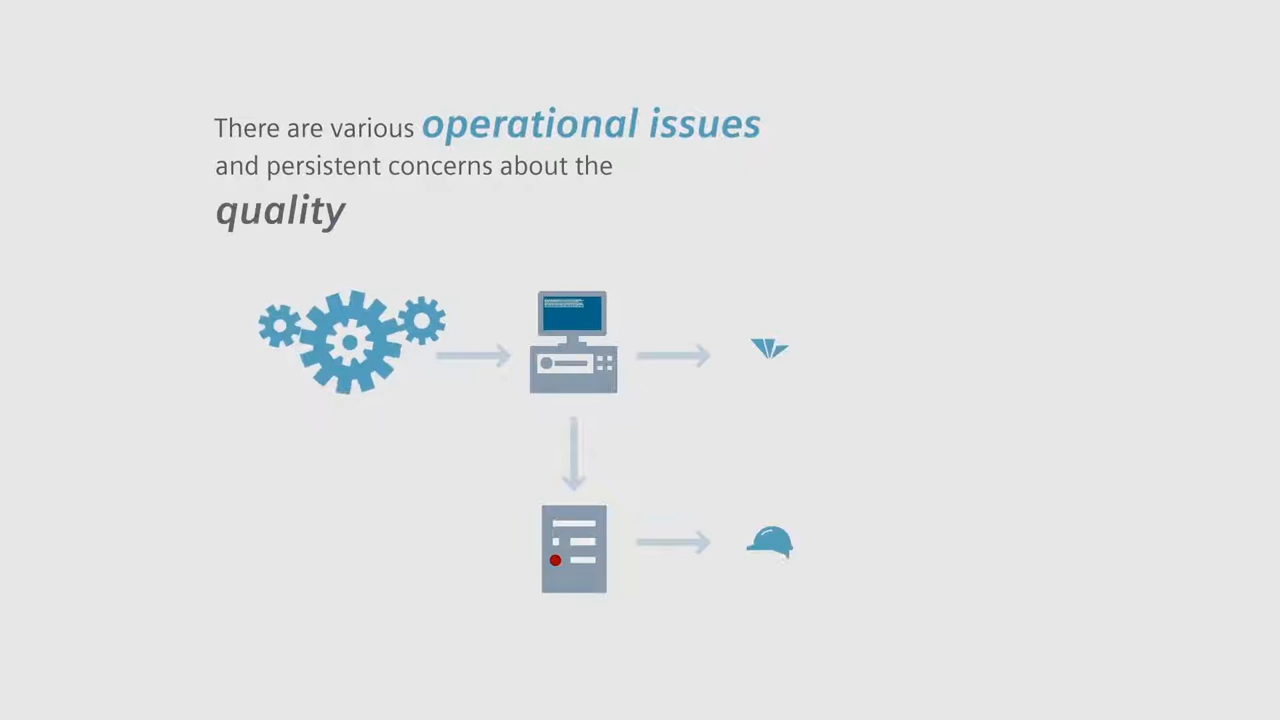 There are various operational issues
and persistent concerns about the
quality